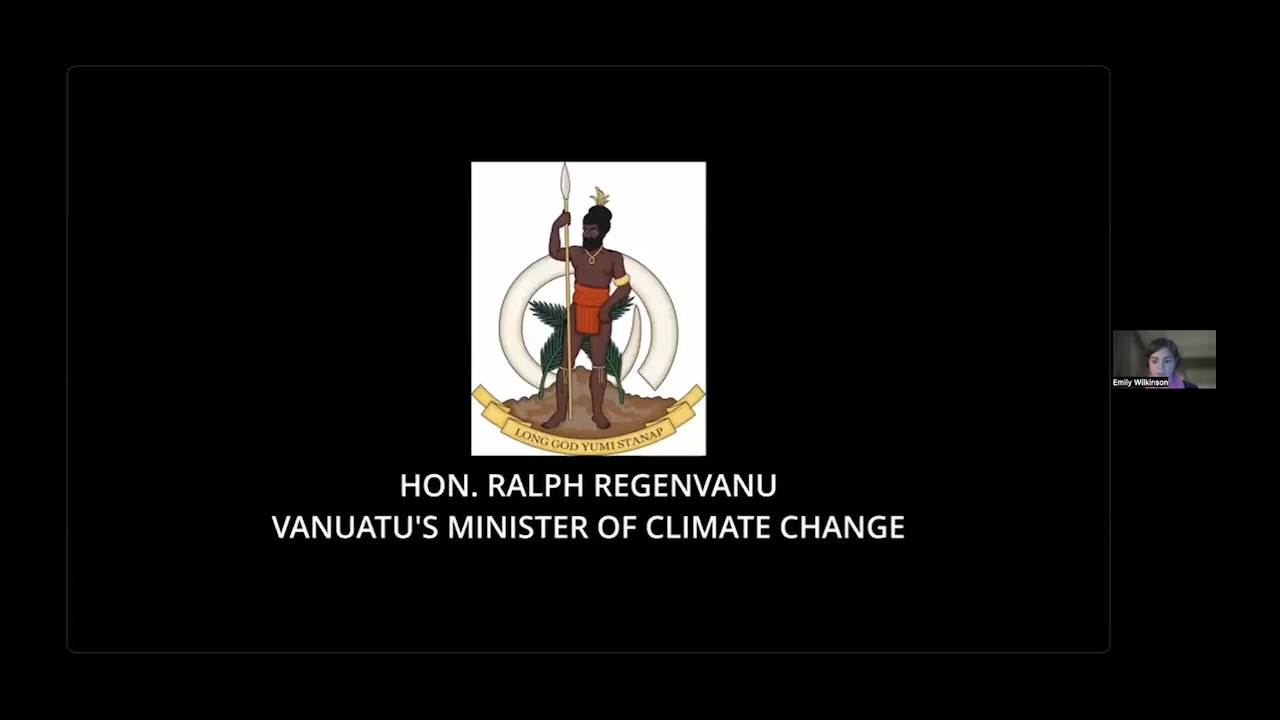 LONG GOD YUMI STANAP
HON. RALPH REGENVANU
VANUATU'S MINISTER OF CLIMATE CHANGE
Emily Wilkinson